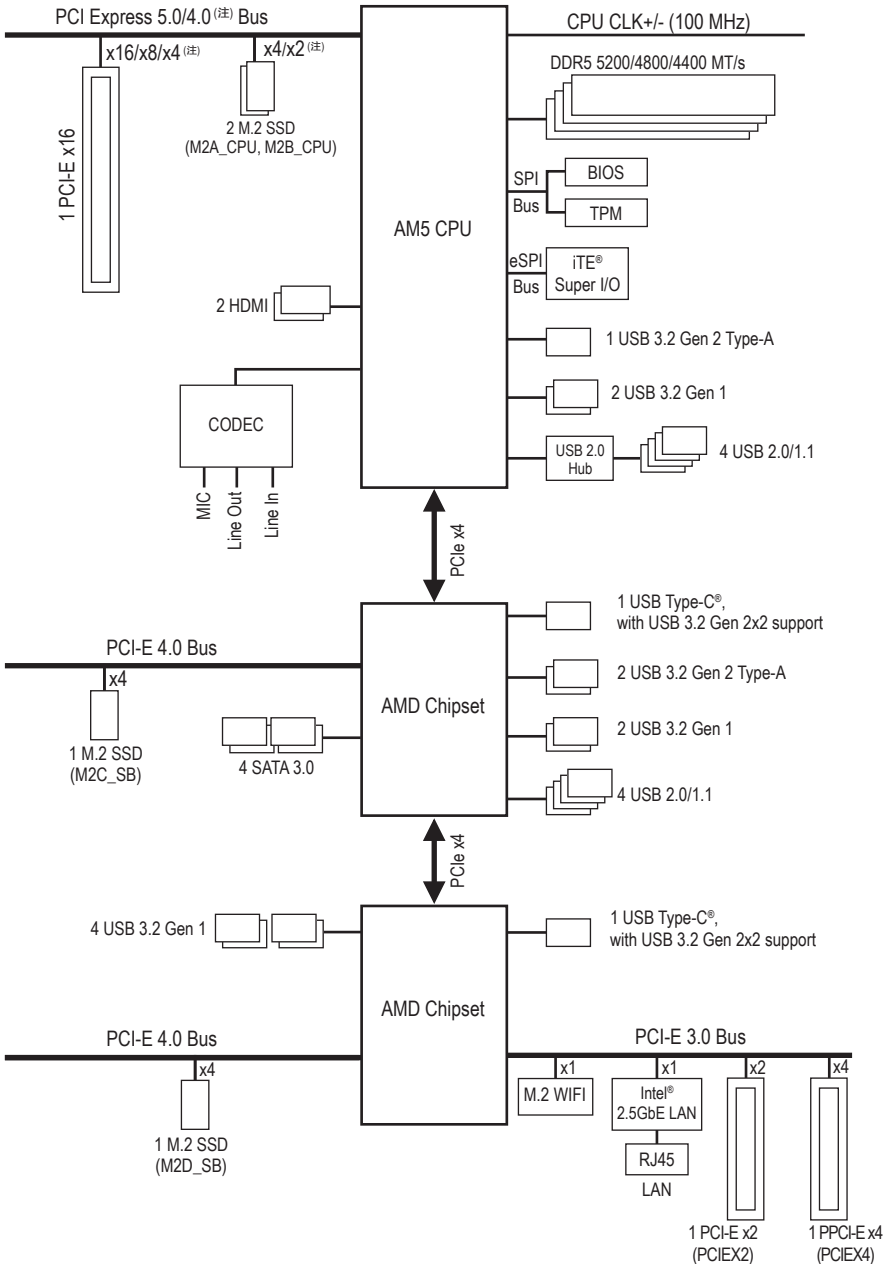 PCI Express 5.0/4.0 (注) Bus
CPU CLK+/- (100 MHz)
x16/x8/x4 (注)
x4/x2 (注)
DDR5 5200/4800/4400 MT/s
1 PCI-E x16
2 M.2 SSD
(M2A_CPU, M2B_CPU)
SPI
Bus
BIOS
TPM
AM5 CPU
eSPI
Bus
iTE®
Super I/O
2 HDMI
1 USB 3.2 Gen 2 Type-A
2 USB 3.2 Gen 1
CODEC
USB 2.0
Hub
4 USB 2.0/1.1
MIC
Line Out
Line In
PCIe x4
1 USB Type-C®,
with USB 3.2 Gen 2x2 support
PCI-E 4.0 Bus
x4
2 USB 3.2 Gen 2 Type-A
AMD Chipset
1 M.2 SSD
(M2C_SB)
4 SATA 3.0
2 USB 3.2 Gen 1
4 USB 2.0/1.1
PCIe x4
4 USB 3.2 Gen 1
1 USB Type-C®,
with USB 3.2 Gen 2x2 support
AMD Chipset
PCI-E 4.0 Bus
PCI-E 3.0 Bus
x4
x1
x1
x2
x4
M.2 WIFI
Intel®
2.5GbE LAN
1 M.2 SSD
(M2D_SB)
RJ45
LAN
1 PCI-E x2
(PCIEX2)
1 PPCI-E x4
(PCIEX4)